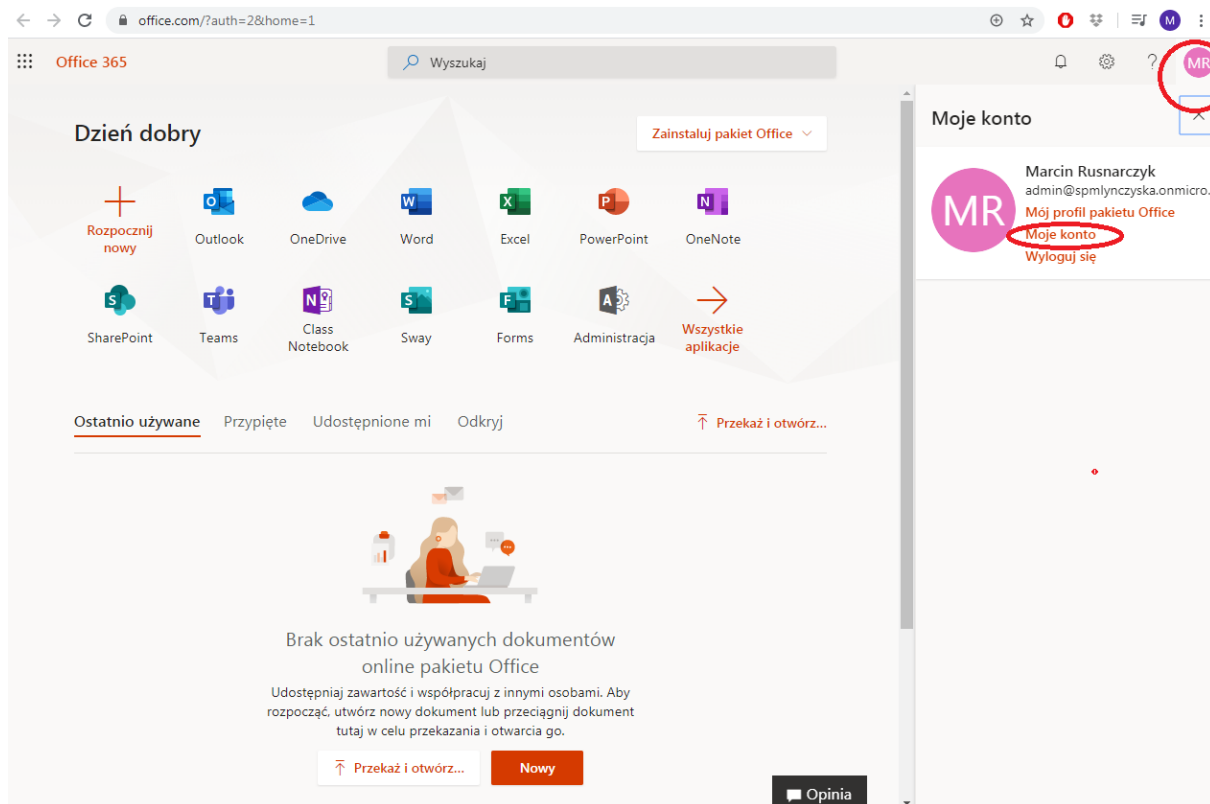 office.com/?auth=2&home=1
M
Office 365
Wyszukaj
?
MR
Dzień dobry
Zainstaluj pakiet Office
Moje konto
MR
Marcin Rusnarczyk
admin@spmlynczyska.onmicro.
Mój profil pakietu Office
Moje konto
Wyloguj się
Rozpocznij
nowy
Outlook
OneDrive
Word
Excel
PowerPoint
OneNote
SharePoint
Teams
Class
Notebook
Sway
Forms
Administracja
Wszystkie
aplikacje
Ostatnio używane
Przypięte
Udostępnione mi
Odkryj
Przekaż i otwórz...
Brak ostatnio używanych dokumentów
online pakietu Office
Udostępniaj zawartość i współpracuj z innymi osobami. Aby
rozpocząć, utwórz nowy dokument lub przeciągnij dokument
tutaj w celu przekazania i otwarcia go.
Przekaż i otwórz...
Nowy
Opinia